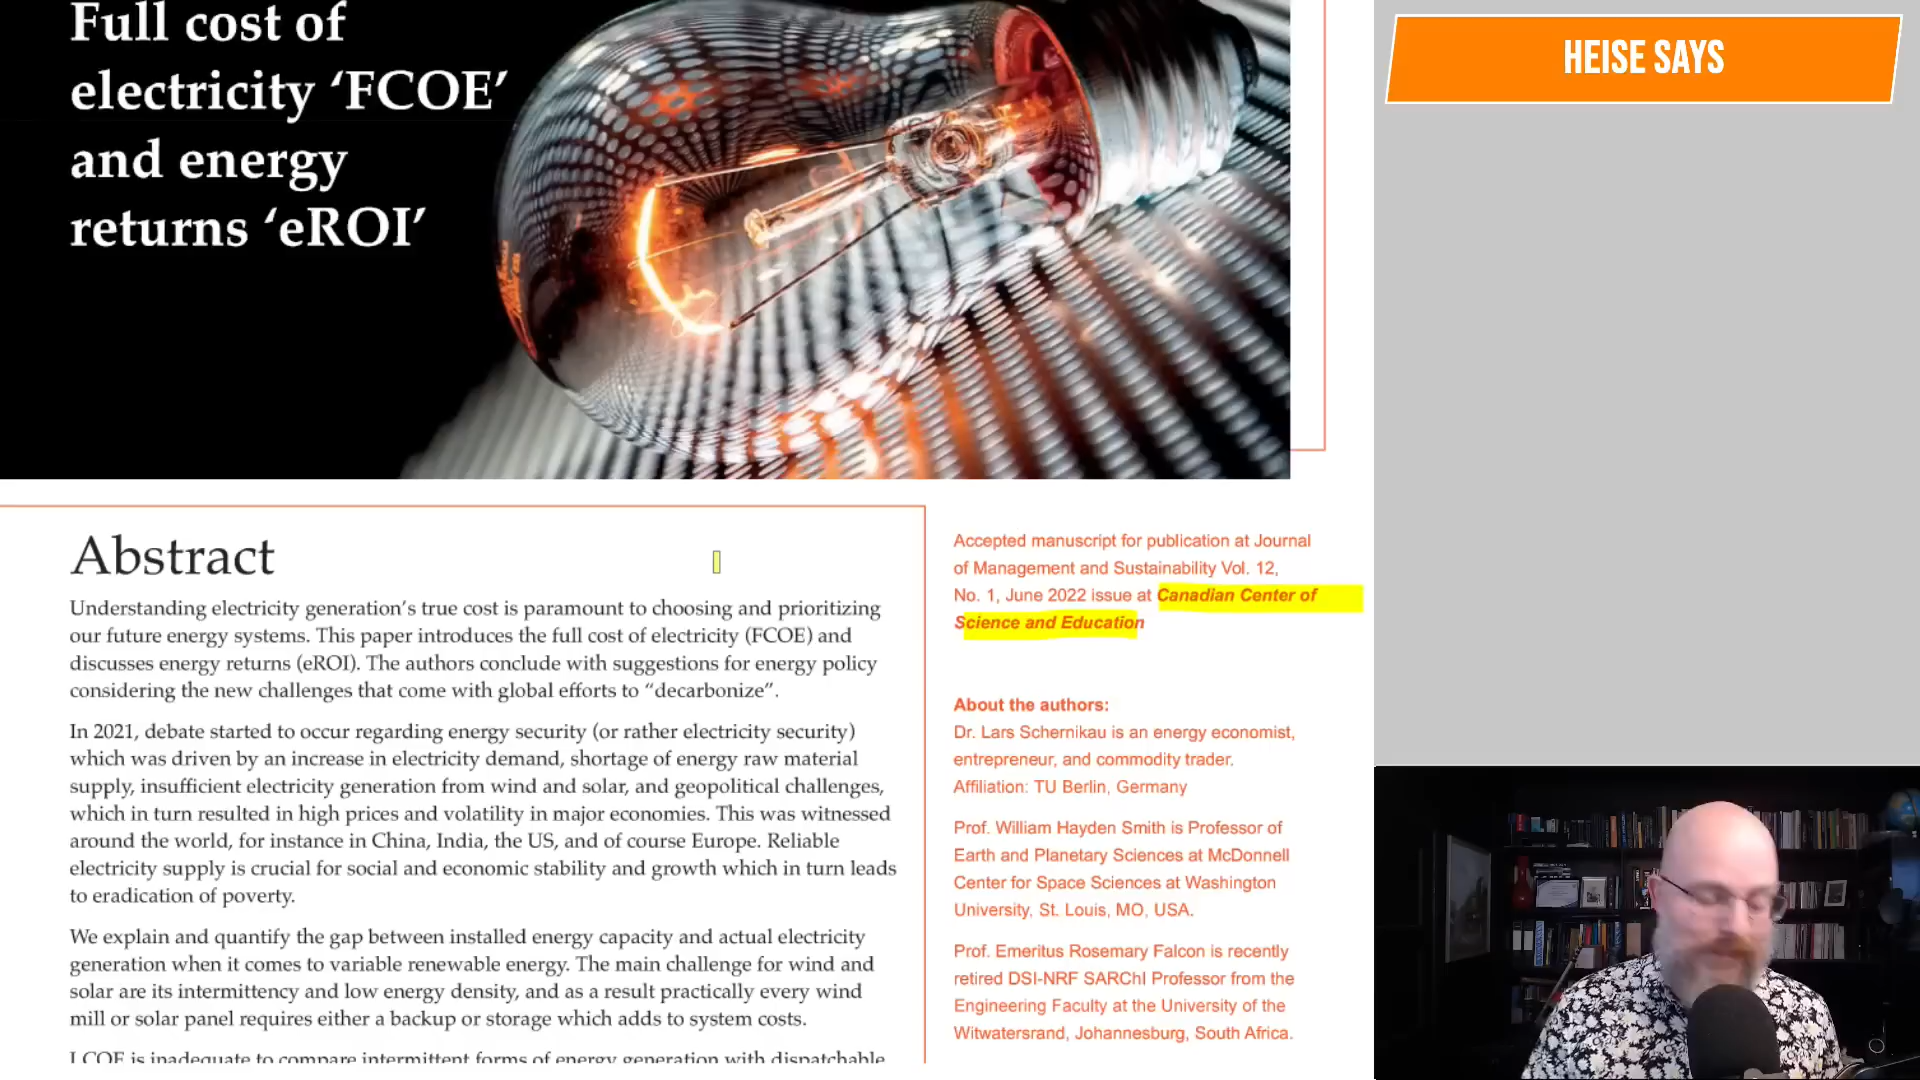 Full cost of
electricity ‘FCOE’
and energy
returns ‘eROI’
HEISE SAYS
Abstract
Understanding electricity generation’s true cost is paramount to choosing and prioritizing
our future energy systems. This paper introduces the full cost of electricity (FCOE) and
discusses energy returns (eROI). The authors conclude with suggestions for energy policy
considering the new challenges that come with global efforts to “decarbonize”.
In 2021, debate started to occur regarding energy security (or rather electricity security)
which was driven by an increase in electricity demand, shortage of energy raw material
supply, insufficient electricity generation from wind and solar, and geopolitical challenges,
which in turn resulted in high prices and volatility in major economies. This was witnessed
around the world, for instance in China, India, the US, and of course Europe. Reliable
electricity supply is crucial for social and economic stability and growth which in turn leads
to eradication of poverty.
We explain and quantify the gap between installed energy capacity and actual electricity
generation when it comes to variable renewable energy. The main challenge for wind and
solar are its intermittency and low energy density, and as a result practically every wind
mill or solar panel requires either a backup or storage which adds to system costs.
LCOE is inadequate to compare intermittent forms of energy generation with dispatchable
Accepted manuscript for publication at Journal
of Management and Sustainability Vol. 12,
No. 1, June 2022 issue at Canadian Center of
Science and Education
About the authors:
Dr. Lars Schernikau is an energy economist,
entrepreneur, and commodity trader.
Affiliation: TU Berlin, Germany
Prof. William Hayden Smith is Professor of
Earth and Planetary Sciences at McDonnell
Center for Space Sciences at Washington
University, St. Louis, MO, USA.
Prof. Emeritus Rosemary Falcon is recently
retired DSI-NRF SARChI Professor from the
Engineering Faculty at the University of the
Witwatersrand, Johannesburg, South Africa.